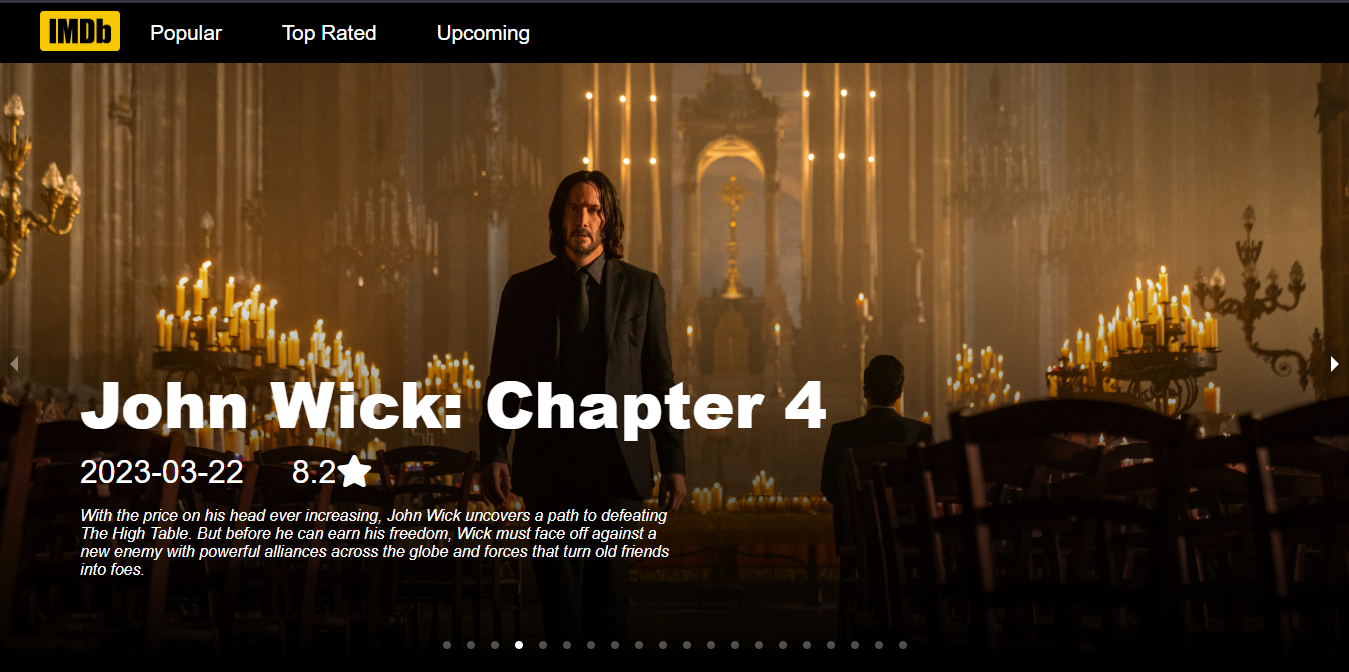 IMDb Popular Top Rated Upcoming
John Wick: Chapter 4
2023-03-22 8.2
With the price on his head ever increasing, John Wick uncovers a path to defeating
The High Table. But before he can earn his freedom, Wick must face off against a
new enemy with powerful alliances across the globe and forces that turn old friends
into foes.